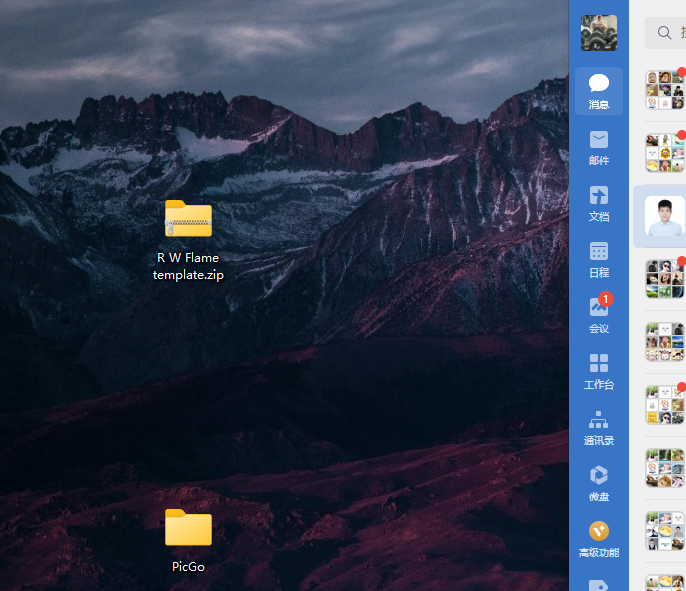 R W Flame
template.zip
PicGo
消息
邮件
文档
日程
1
会议
工作台
通讯录
微盘
高级功能